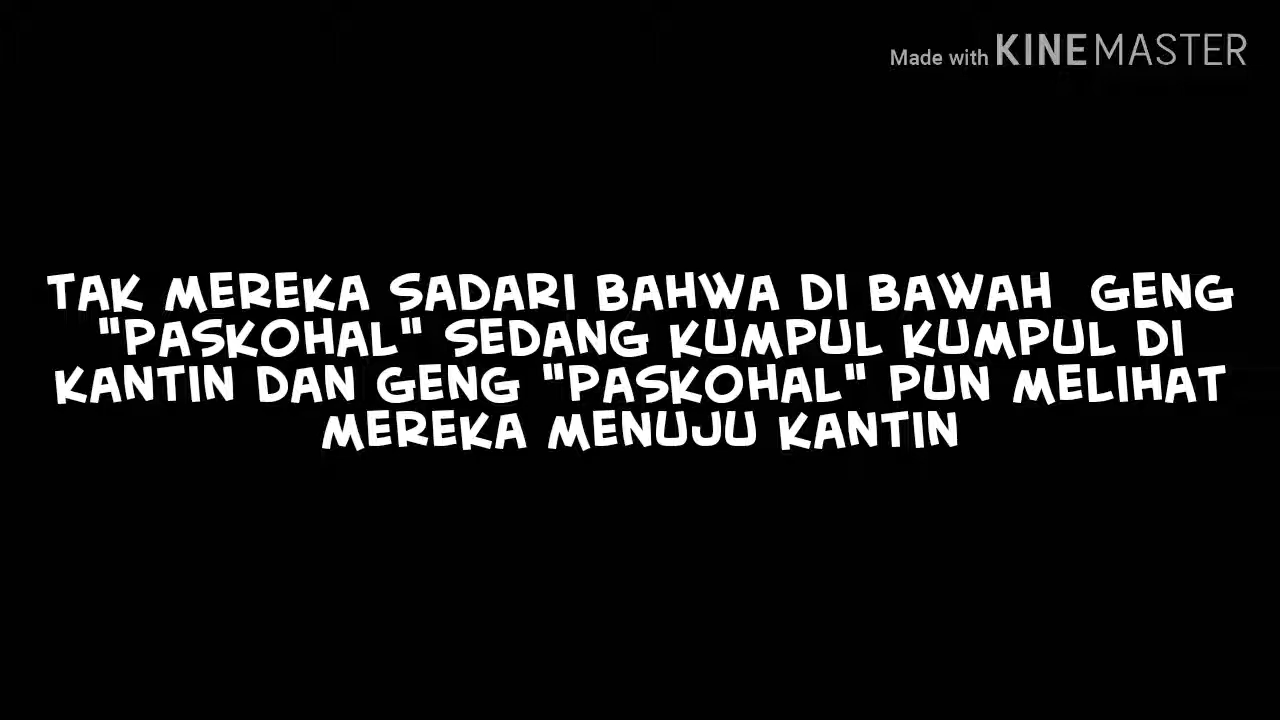 Made with KINEMASTER
TAK MEREKA SADARI BAHWA DI BAWAH GENG
"PASKOHAL" SEDANG KUMPUL KUMPUL DI
KANTIN DAN GENG "PASKOHAL" PUN MELIHAT
MEREKA MENUJU KANTIN